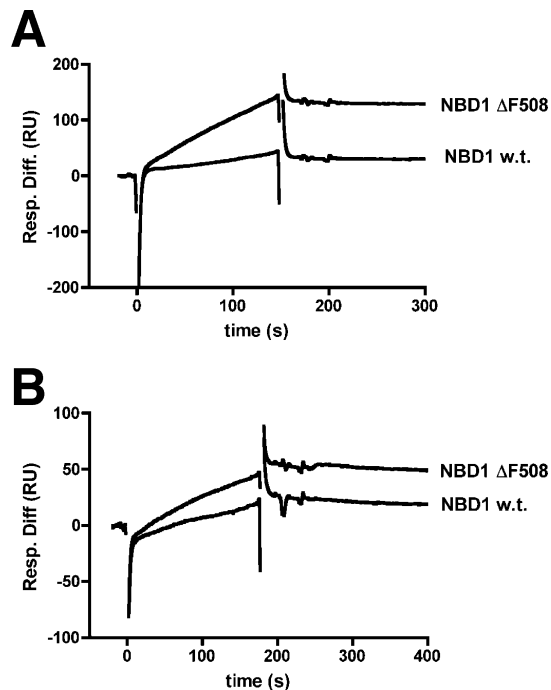 A
200
100
0
-100
-200
Resp. Diff. (RU)
NBD1 ΔF508
NBD1 w.t.
0
100
200
300
time (s)
B
100
50
0
-50
-100
Resp. Diff (RU)
NBD1 ΔF508
NBD1 w.t.
0
100
200
300
400
time (s)